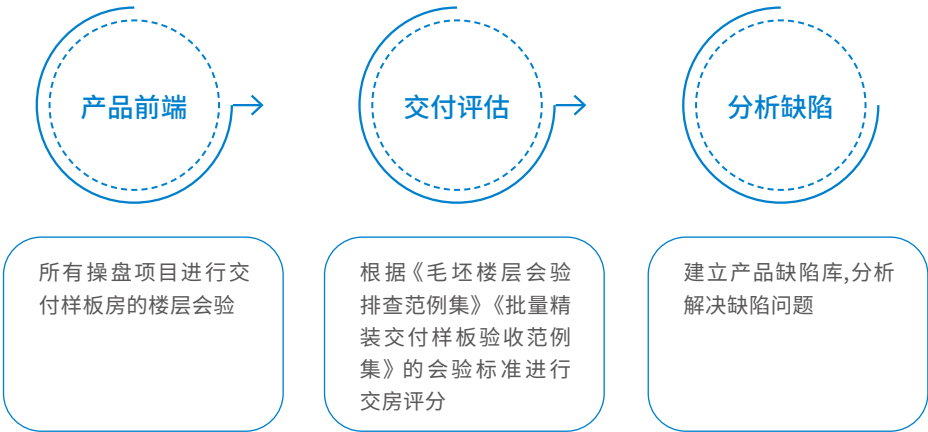 产品前端
交付评估
分析缺陷
所有操盘项目进行交
付样板房的楼层会验
根据《毛坯楼层会验
排查范例集》《批量精
装交付样板验收范例
集》的会验标准进行
交房评分
建立产品缺陷库,分析
解决缺陷问题